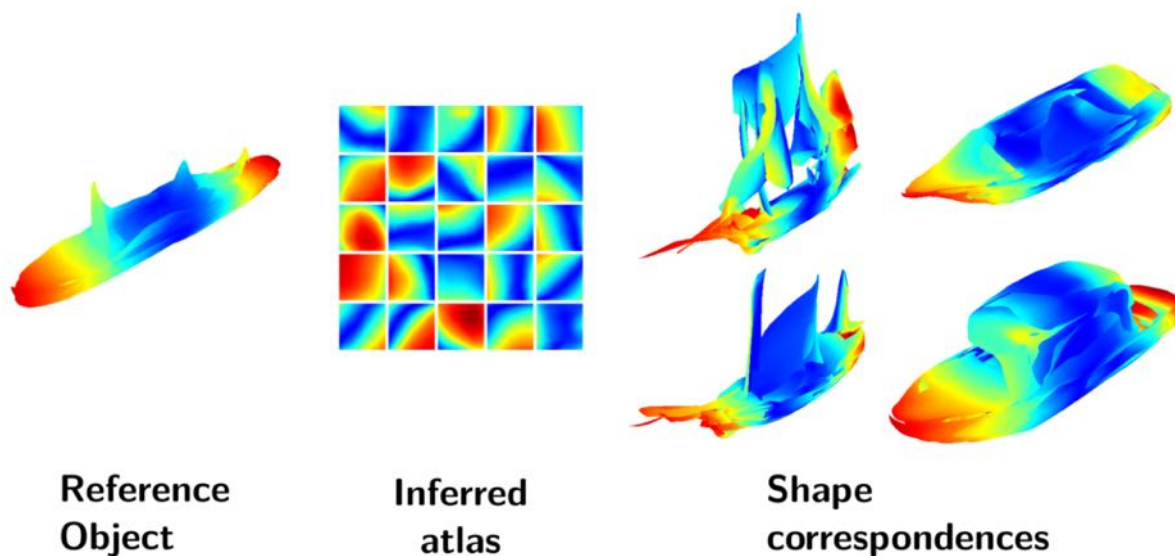 Reference
Object
Inferred
atlas
Shape
correspondences